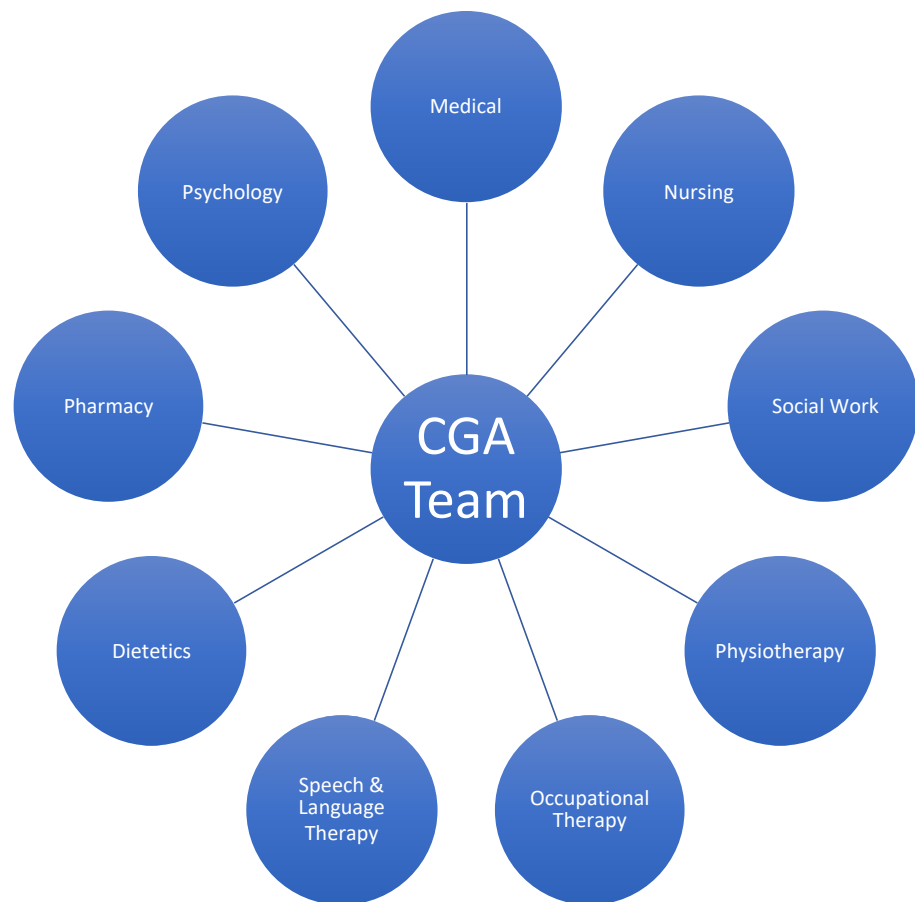 Medical
Nursing
Social Work
Physiotherapy
Occupational
Therapy
Speech &
Language
Therapy
Dietetics
Pharmacy
Psychology
CGA
Team